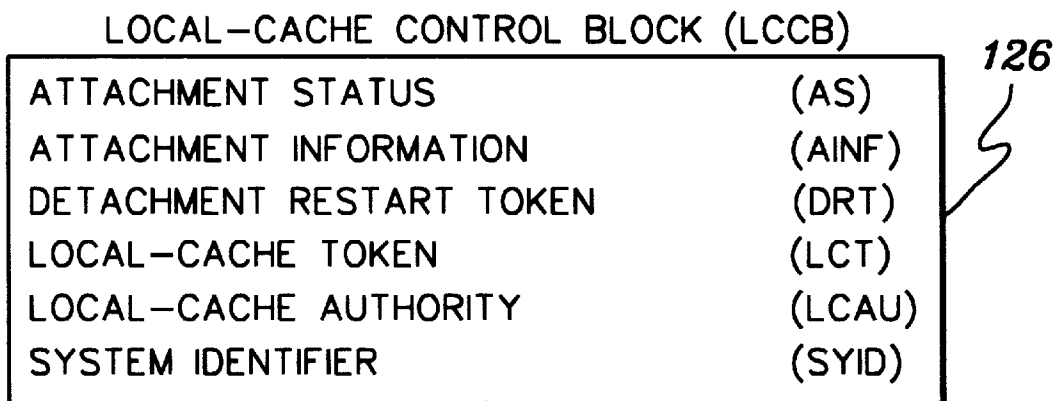 LOCAL–CACHE CONTROL BLOCK (LCCB)
126
ATTACHMENT STATUS (AS)
ATTACHMENT INFORMATION (AINF)
DETACHMENT RESTART TOKEN (DRT)
LOCAL–CACHE TOKEN (LCT)
LOCAL–CACHE AUTHORITY (LCAU)
SYSTEM IDENTIFIER (SYID)